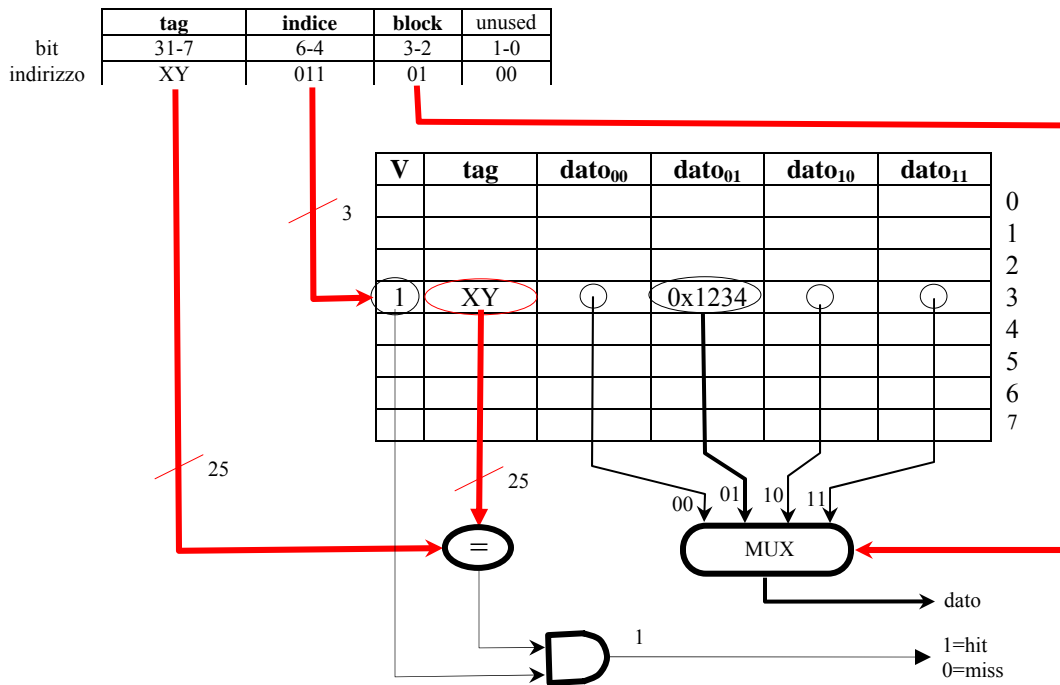 tag indice block unused
bit 31-7 6-4 3-2 1-0
indirizzo XY 011 01 00
V tag dato00 dato01 dato10 dato11
0
1
2
3
1 XY 0x1234 3
4
5
6
7
25
25
00 01 10 11
=
MUX
dato
1
1=hit
0=miss